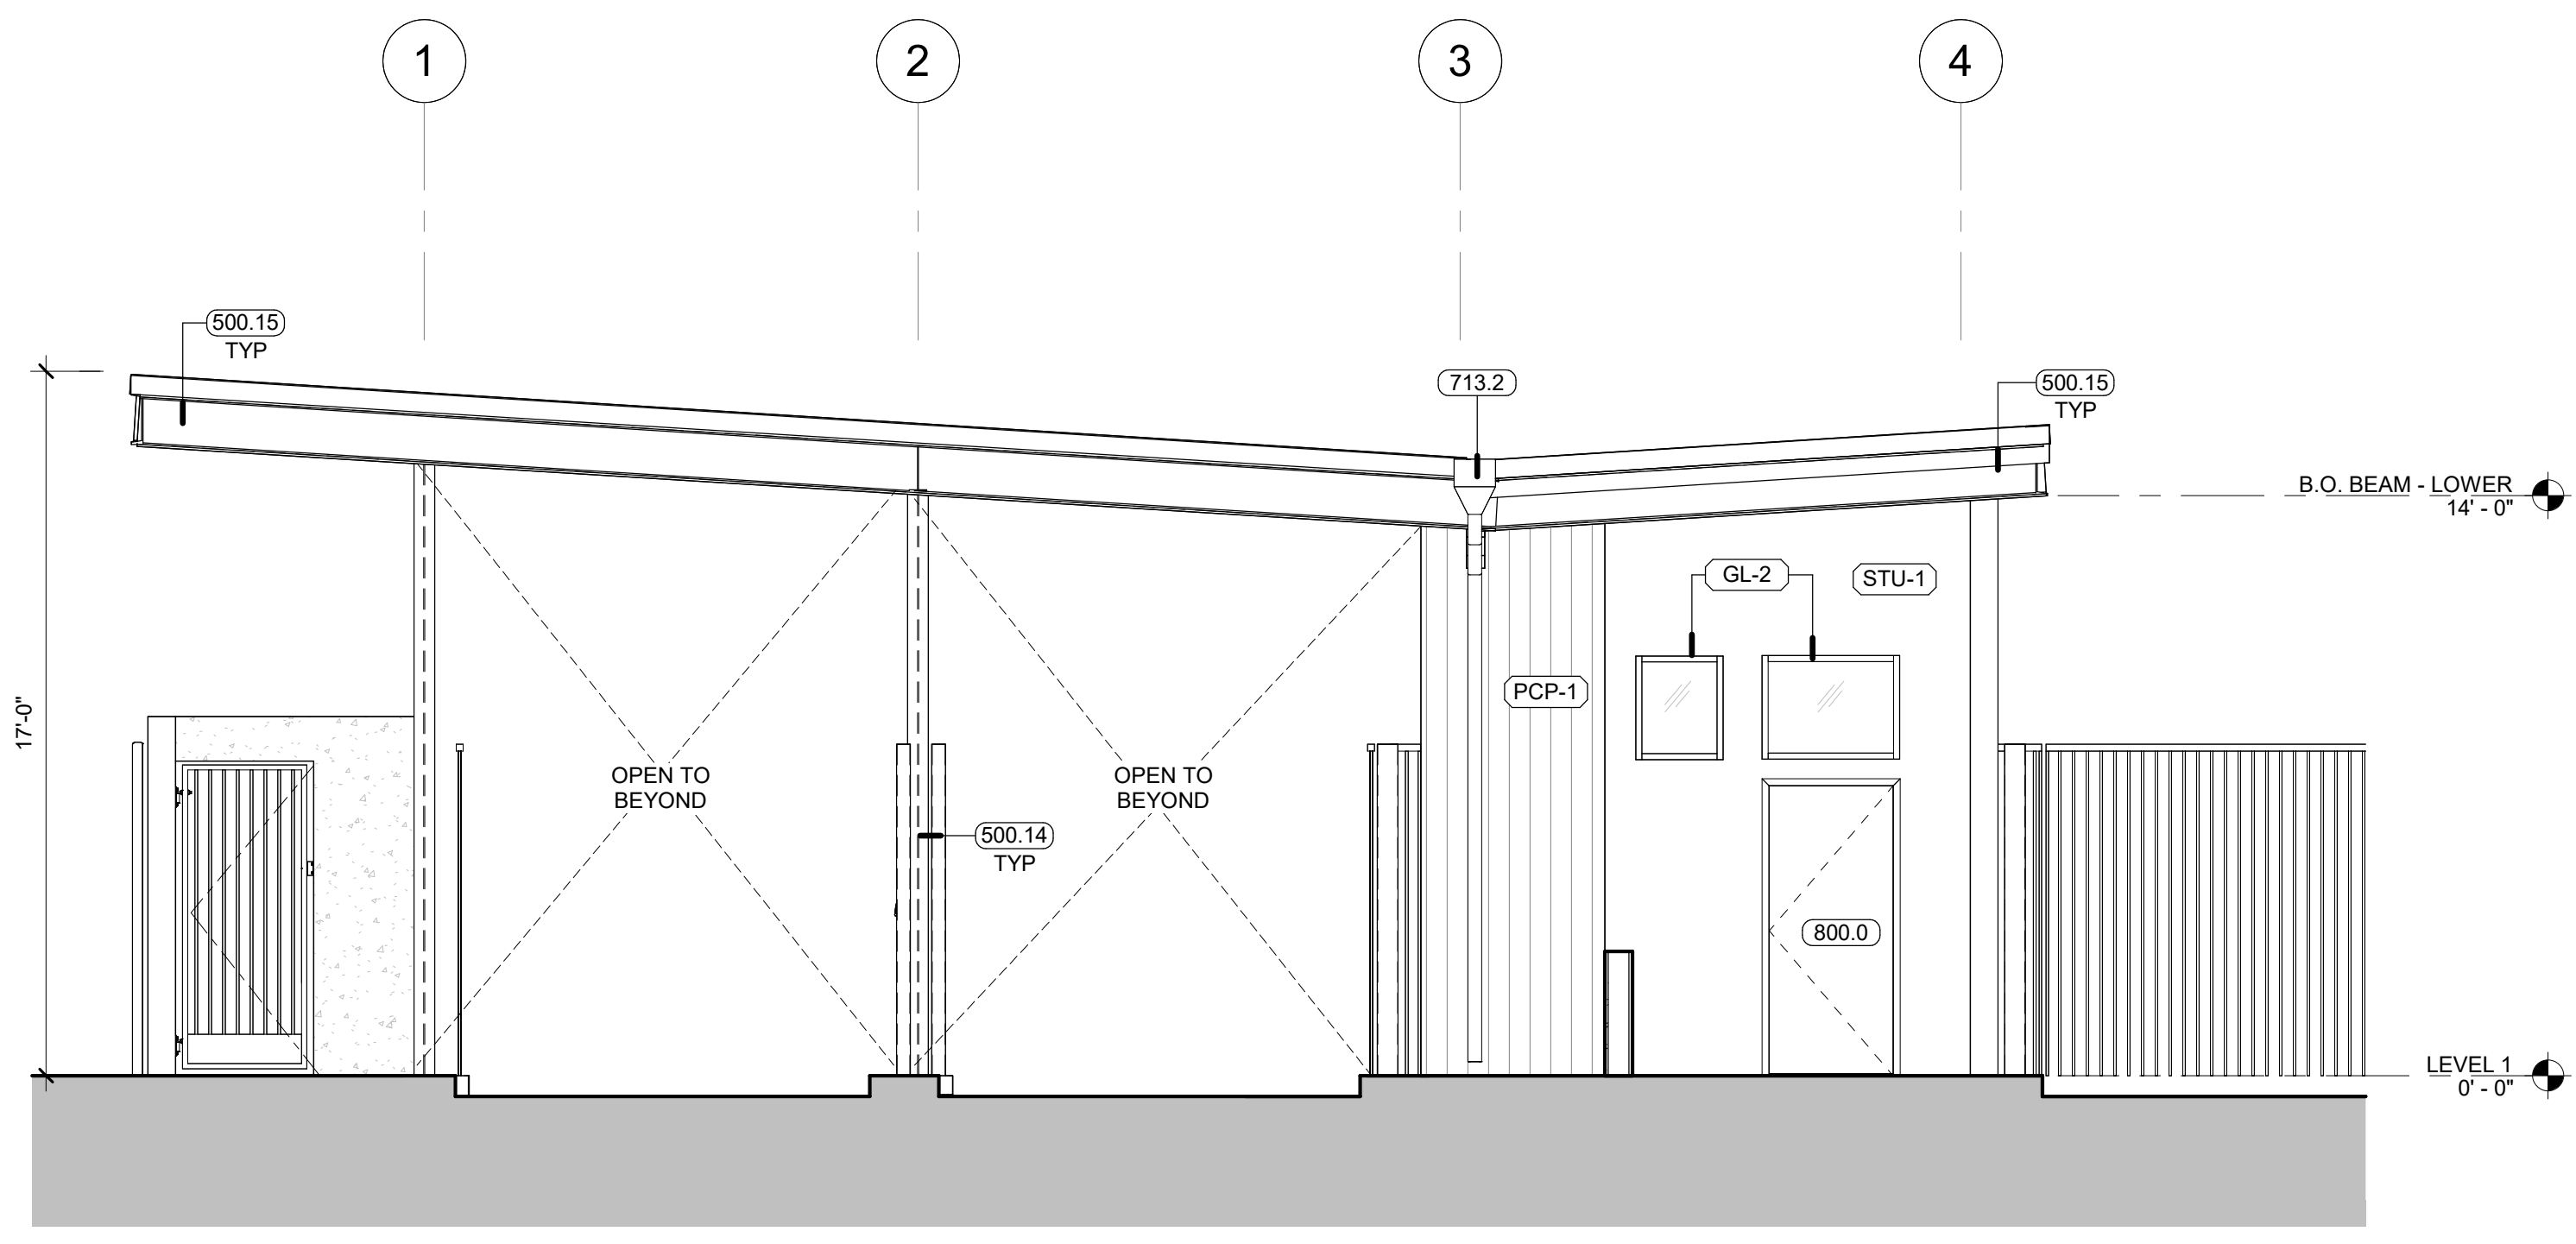 1
2
3
4
500.15
TYP
713.2
500.15
TYP
B.O. BEAM - LOWER
14' - 0"
GL-2
STU-1
17'-0"
PCP-1
OPEN TO
BEYOND
OPEN TO
BEYOND
500.14
TYP
800.0
LEVEL 1
0' - 0"